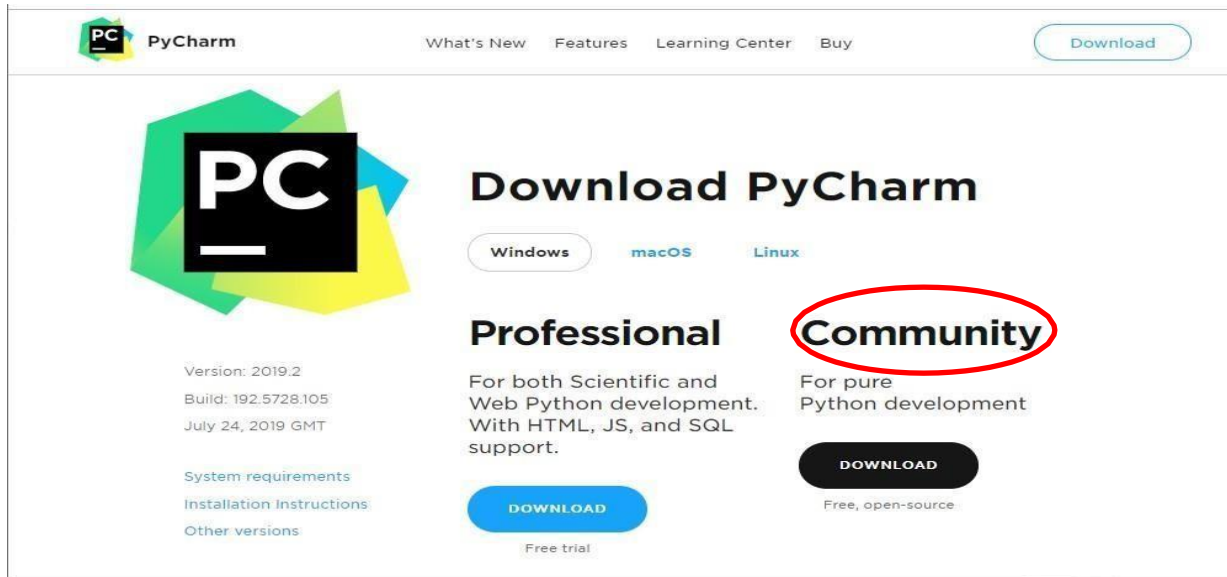 PC PyCharm What's New Features Learning Center Buy Download
PC
Download PyCharm
Windows macOS Linux
Professional
For both Scientific and
Web Python development.
With HTML, JS, and SQL
support.
DOWNLOAD
Free trial
Community
For pure
Python development
DOWNLOAD
Free, open-source
Version: 2019.2
Build: 192.5728.105
July 24, 2019 GMT
System requirements
Installation Instructions
Other versions